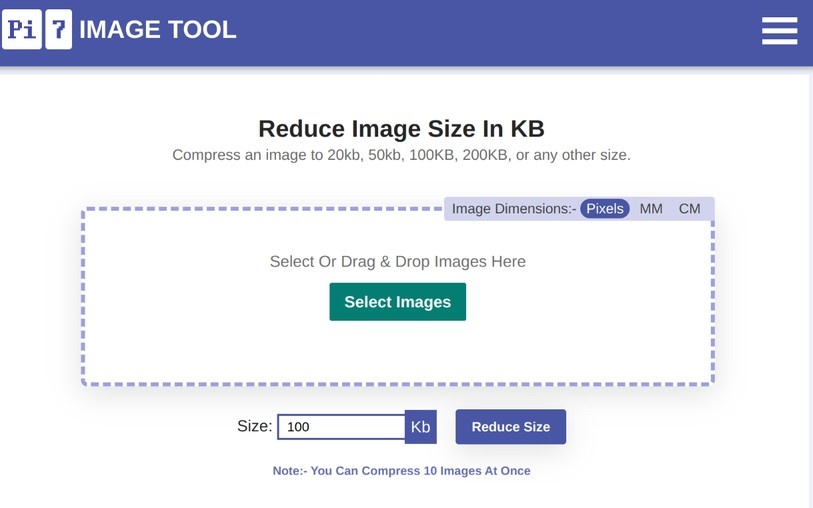 Pi 7 IMAGE TOOL
Reduce Image Size In KB
Compress an image to 20kb, 50kb, 100KB, 200KB, or any other size.
Image Dimensions:- Pixels MM CM
Select Or Drag & Drop Images Here
Select Images
Size: 100 Kb Reduce Size
Note:- You Can Compress 10 Images At Once